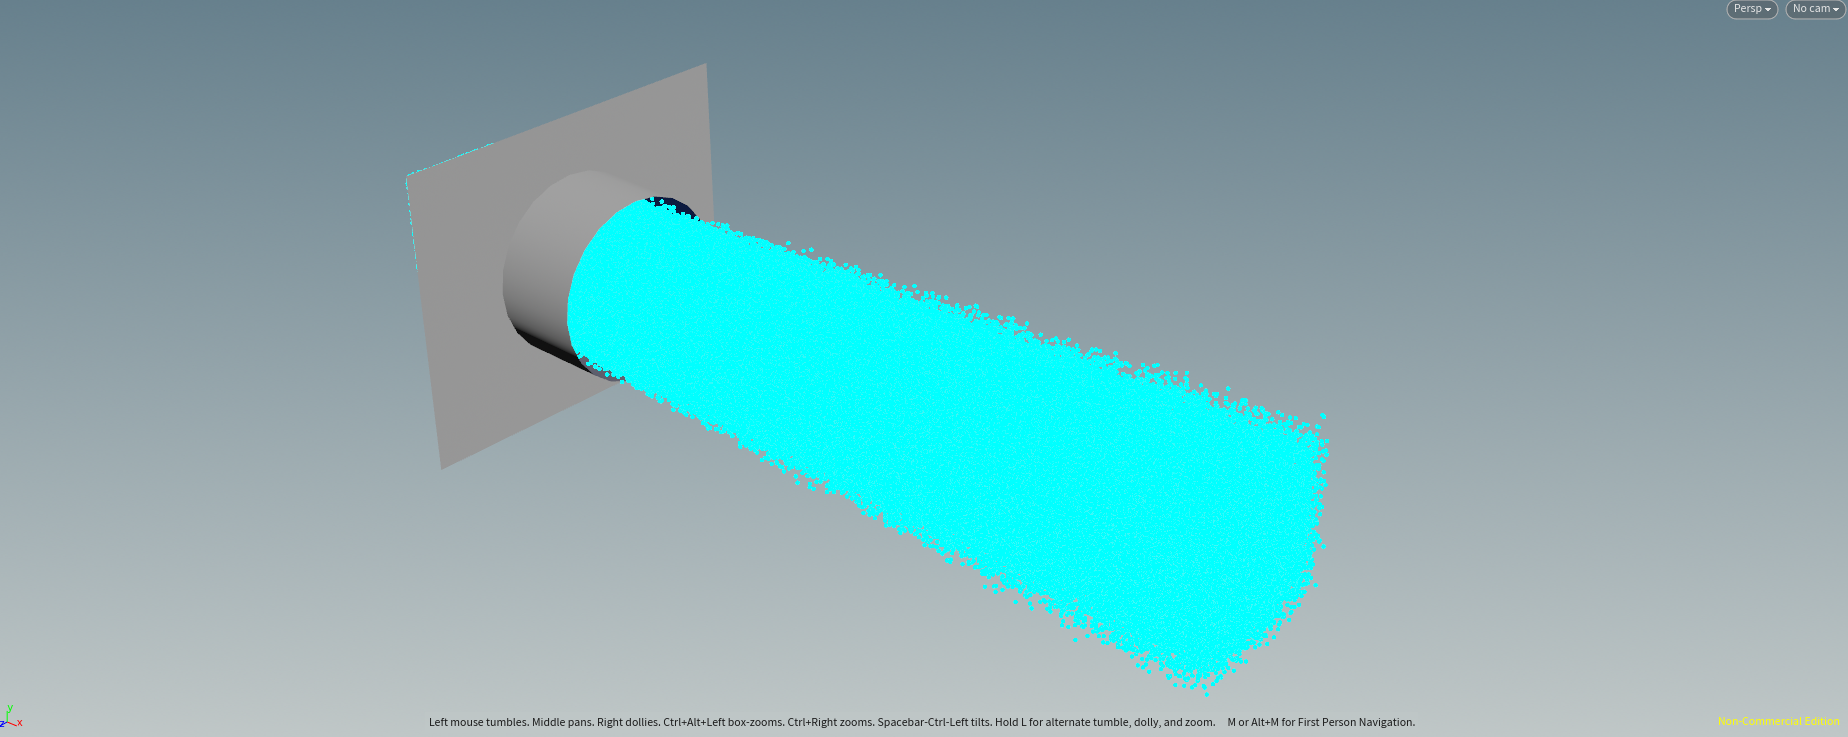 Persp
No cam
y
z
x
Left mouse tumbles. Middle pans. Right dollies. Ctrl+Alt+Left box-zooms. Ctrl+Right zooms. Spacebar-Ctrl-Left tilts. Hold L for alternate tumble, dolly, and zoom. M or Alt+M for First Person Navigation.
Non-Commercial Edition